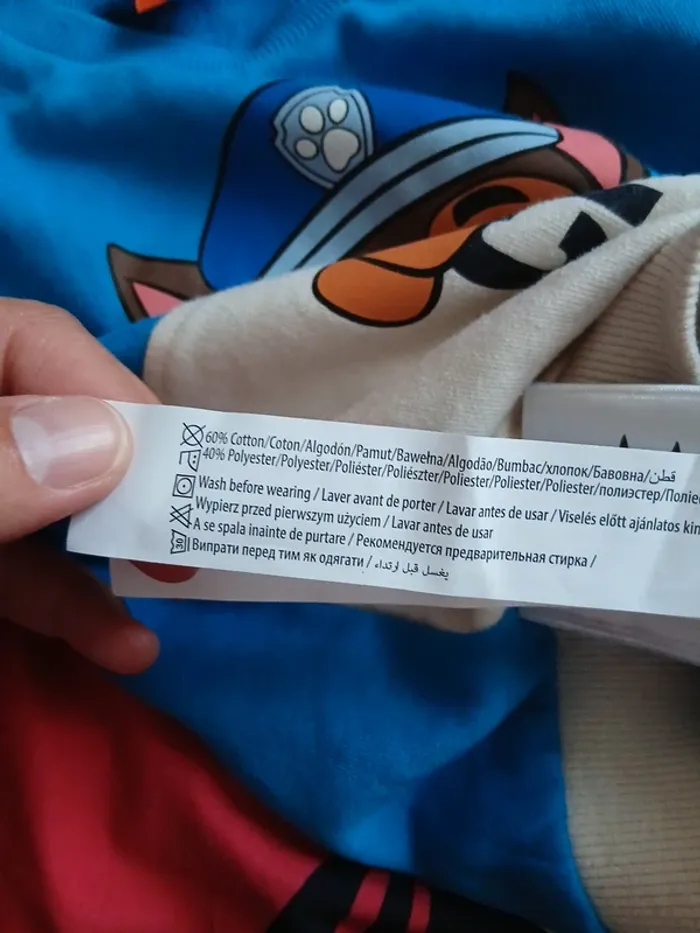 60% Cotton/Coton/Algodón/Pamut/Bawełna/Algodão/Bumbac/хлопок/Бавовна/قطن
40% Polyester/Polyester/Poliéster/Poliészter/Poliester/Poliester/Poliester/полиэстер/Поліе
Wash before wearing / Laver avant de porter / Lavar antes de usar / Viselés előtt ajánlatos kim
Wypierz przed pierwszym użyciem / Lavar antes de usar
A se spala inainte de purtare / Рекомендуется предварительная стирка /
Випрати перед тим як одягати / يغسل قبل ارتداء
30